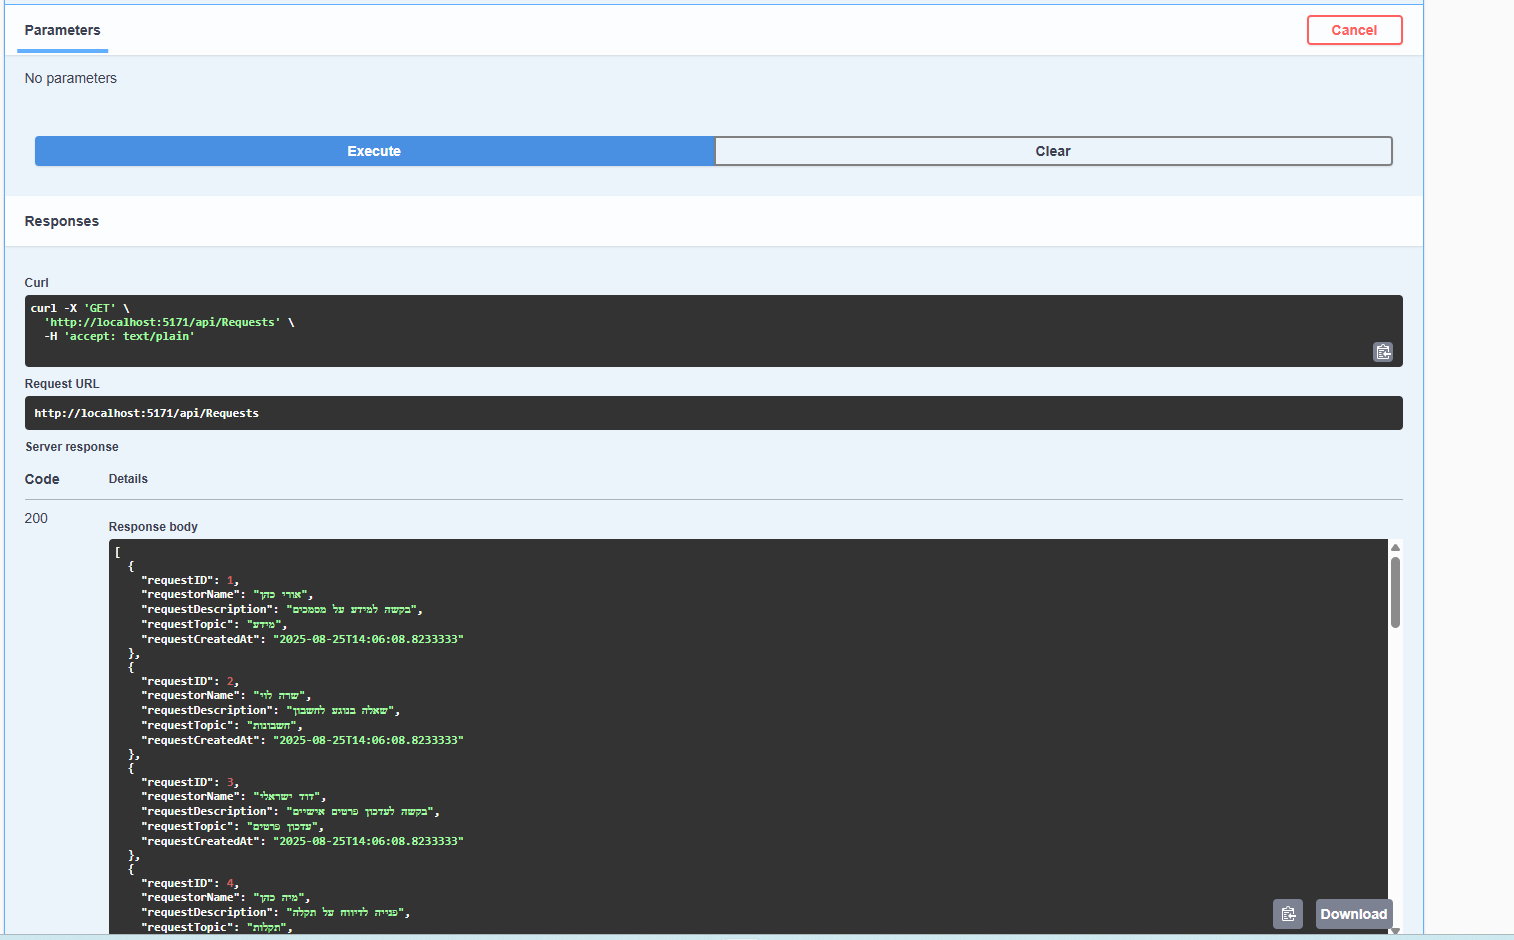 Parameters
Cancel
No parameters
Execute
Clear
Responses
Curl
curl -X 'GET' \
'http://localhost:5171/api/Requests' \
-H 'accept: text/plain'
Request URL
http://localhost:5171/api/Requests
Server response
Code
Details
200
Response body
[
{
"requestID": 1,
"requestorName": "אורי כהן",
"requestDescription": "בקשה למידע על מסמכים",
"requestTopic": "מידע",
"requestCreatedAt": "2025-08-25T14:06:08.8233333"
},
{
"requestID": 2,
"requestorName": "שרה לוי",
"requestDescription": "שאלה בנוגע לחשבון",
"requestTopic": "חשבונות",
"requestCreatedAt": "2025-08-25T14:06:08.8233333"
},
{
"requestID": 3,
"requestorName": "דוד ישראלי",
"requestDescription": "בקשה לעדכון פרטים אישיים",
"requestTopic": "עדכון פרטים",
"requestCreatedAt": "2025-08-25T14:06:08.8233333"
},
{
"requestID": 4,
"requestorName": "מיה כהן",
"requestDescription": "פנייה לדיווח על תקלה",
"requestTopic": "תקלות",
Download